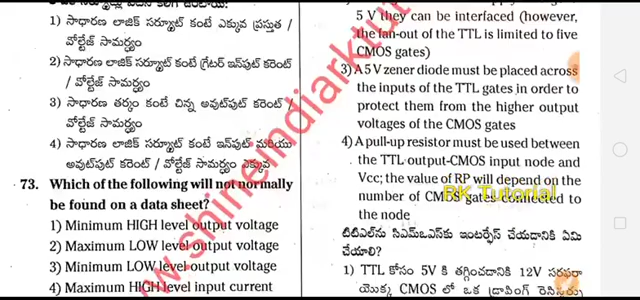 1) సాధారణ లాజిక్ సర్క్యూట్ కంటే ఎక్కువ ప్రస్తుత /
వోల్టేజ్ సామర్థ్యం
2) సాధారణ లాజిక్ సర్క్యూట్ కంటే గ్రేటర్ ఇన్‌పుట్ కరెంట్
/ వోల్టేజ్ సామర్థ్యం
3) సాధారణ తర్కం కంటే చిన్న అవుట్‌పుట్ కరెంట్ /
వోల్టేజ్ సామర్థ్యం
4) సాధారణ లాజిక్ సర్క్యూట్ కంటే ఇన్‌పుట్ మరియు
అవుట్‌పుట్ కరెంట్ / వోల్టేజ్ సామర్థ్యం ఎక్కువ
73. Which of the following will not normally
be found on a data sheet?
1) Minimum HIGH level output voltage
2) Maximum LOW level output voltage
3) Minimum LOW level output voltage
4) Maximum HIGH level input current
5 V they can be interfaced (however,
the fan-out of the TTL is limited to five
CMOS gates)
3) A 5 V zener diode must be placed across
the inputs of the TTL gates in order to
protect them from the higher output
voltages of the CMOS gates
4) A pull-up resistor must be used between
the TTL output-CMOS input node and
Vcc; the value of RP will depend on the
number of CMOS gates connected to
the node
టిటిఎల్‌ను సిఎమ్ఒఎస్‌కు ఇంటర్ఫేస్ చేయడానికి ఏమి
చేయాలి?
1) TTL కోసం 5V కి తగ్గించడానికి 12V సరఫరా
యొక్క CMOS లో ఒక డ్రాపింగ్
www.shineindiark
RK Tutorial